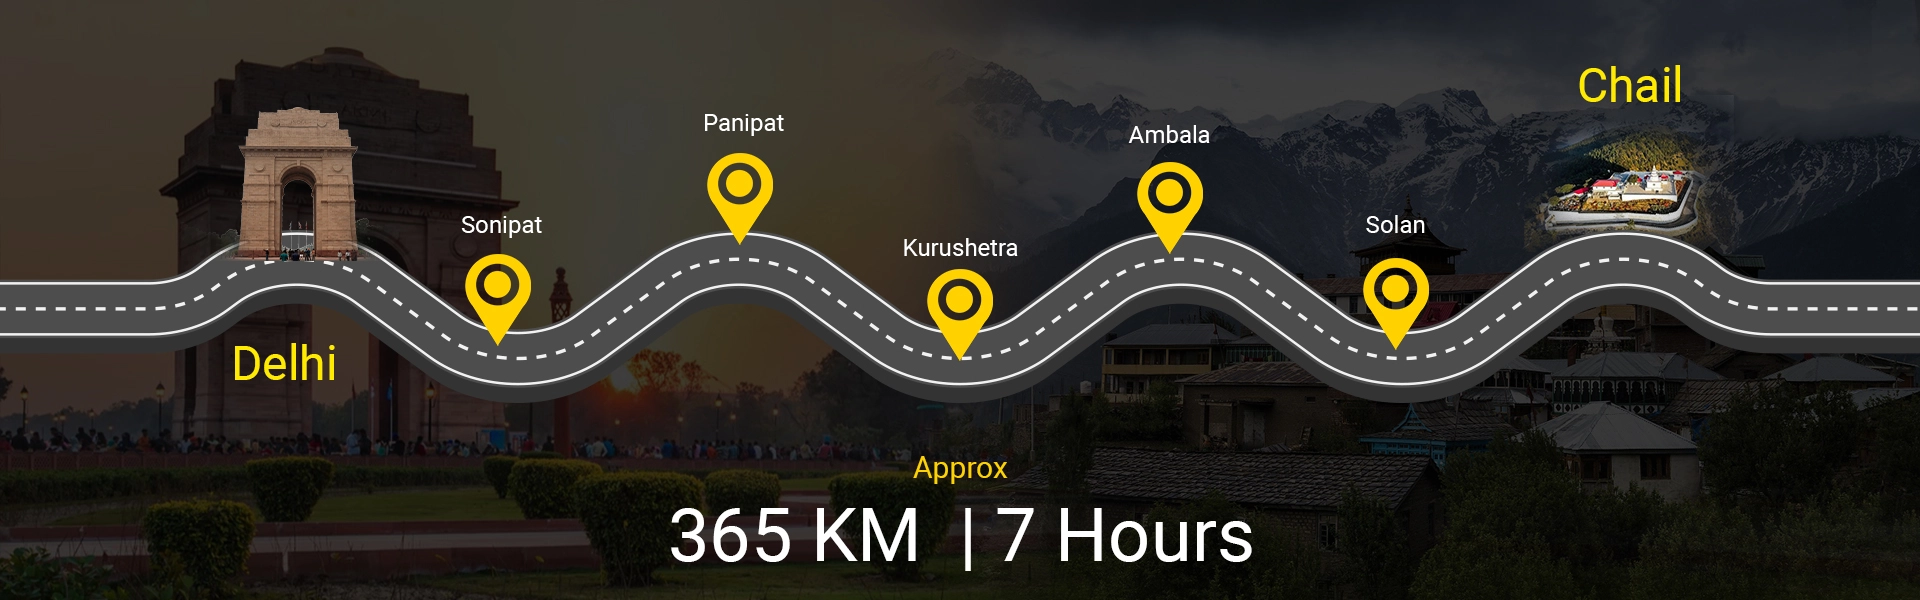 Chail
Panipat
Ambala
Sonipat
Solan
Kurushetra
Delhi
Approx
365 KM | 7 Hours